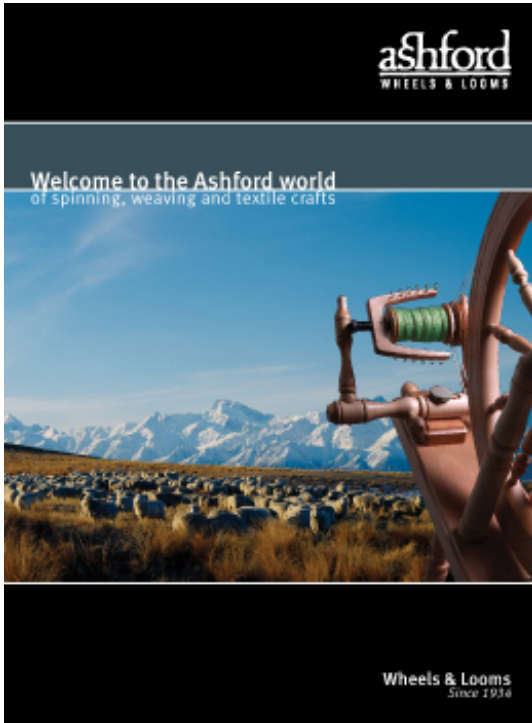 ashford
WHEELS & LOOMS
Welcome to the Ashford world
of spinning, weaving and textile crafts
Wheels & Looms
Since 1934